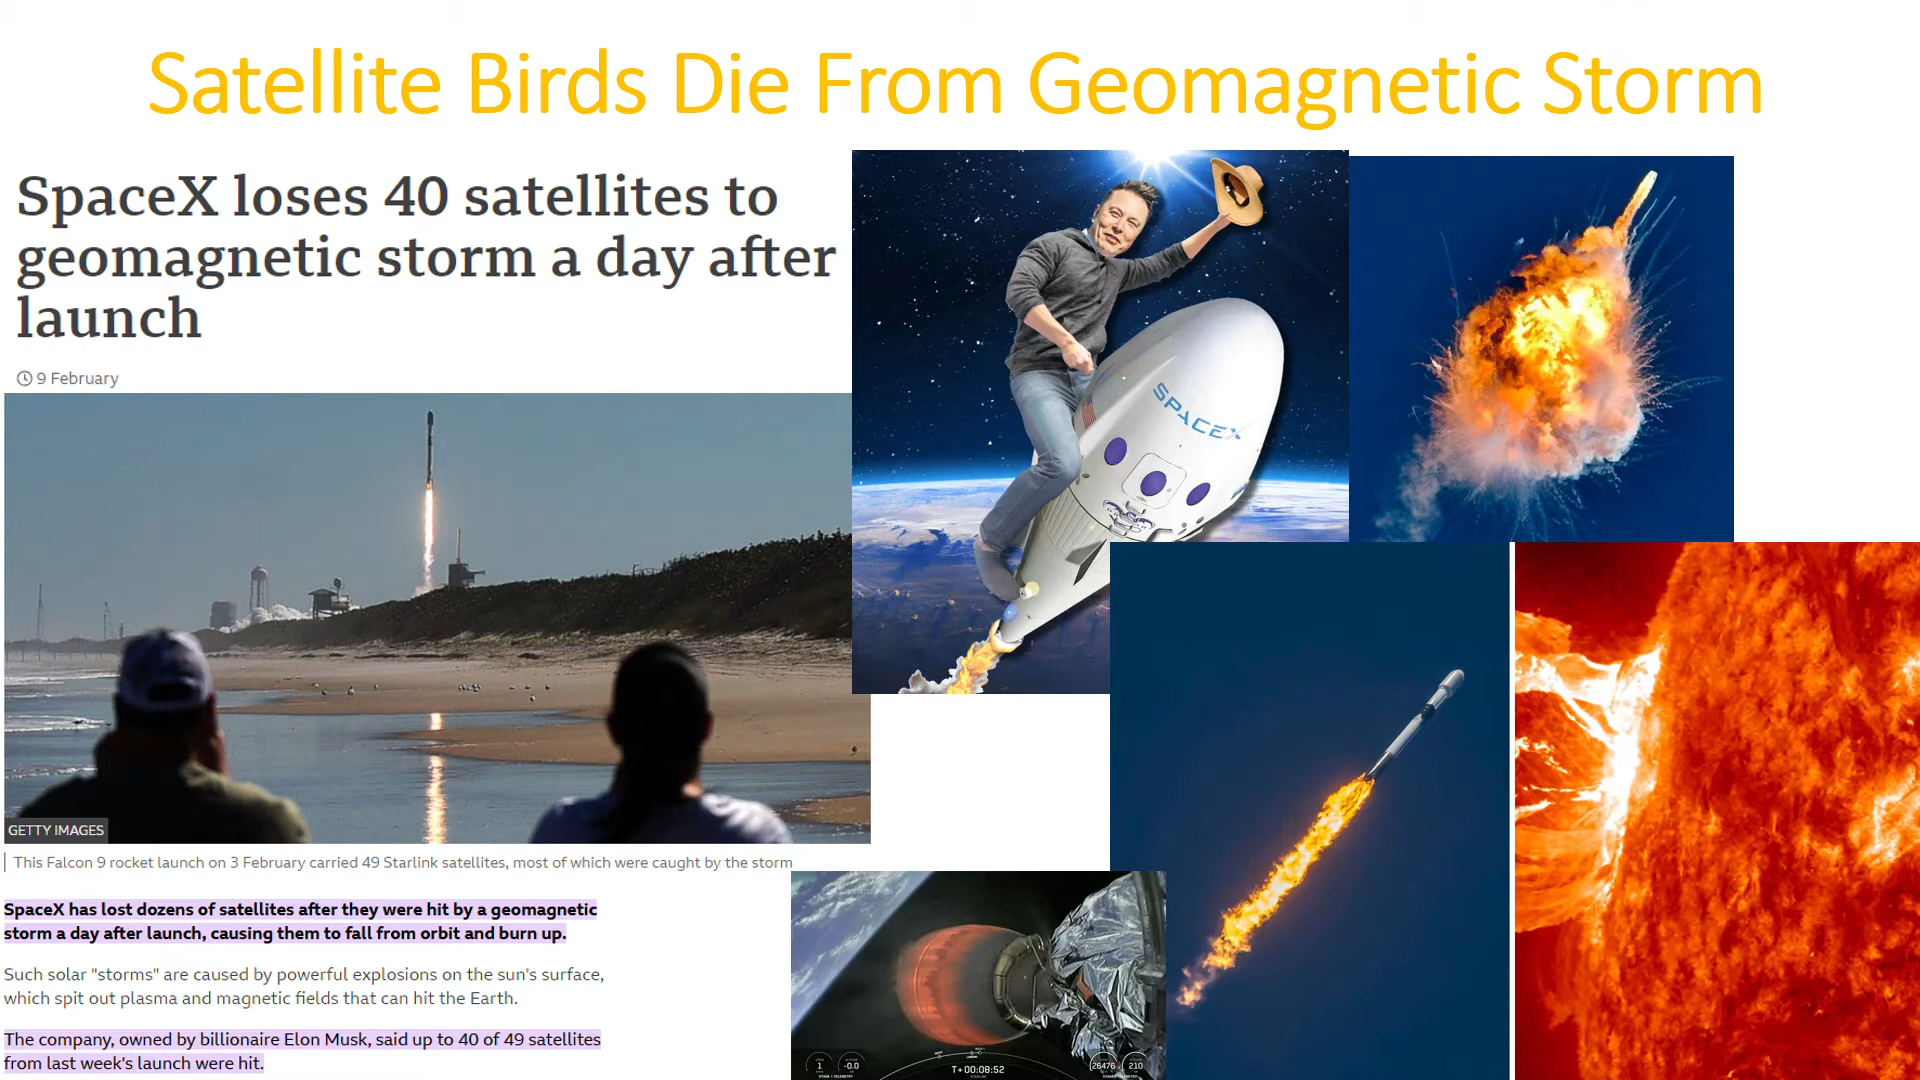 Satellite Birds Die From Geomagnetic Storm
SpaceX loses 40 satellites to
geomagnetic storm a day after
launch
9 February
SPACEX
GETTY IMAGES
This Falcon 9 rocket launch on 3 February carried 49 Starlink satellites, most of which were caught by the storm
SpaceX has lost dozens of satellites after they were hit by a geomagnetic
storm a day after launch, causing them to fall from orbit and burn up.
Such solar "storms" are caused by powerful explosions on the sun's surface,
which spit out plasma and magnetic fields that can hit the Earth.
The company, owned by billionaire Elon Musk, said up to 40 of 49 satellites
from last week's launch were hit.
1
-0.0
T+00:08:52
26476
210